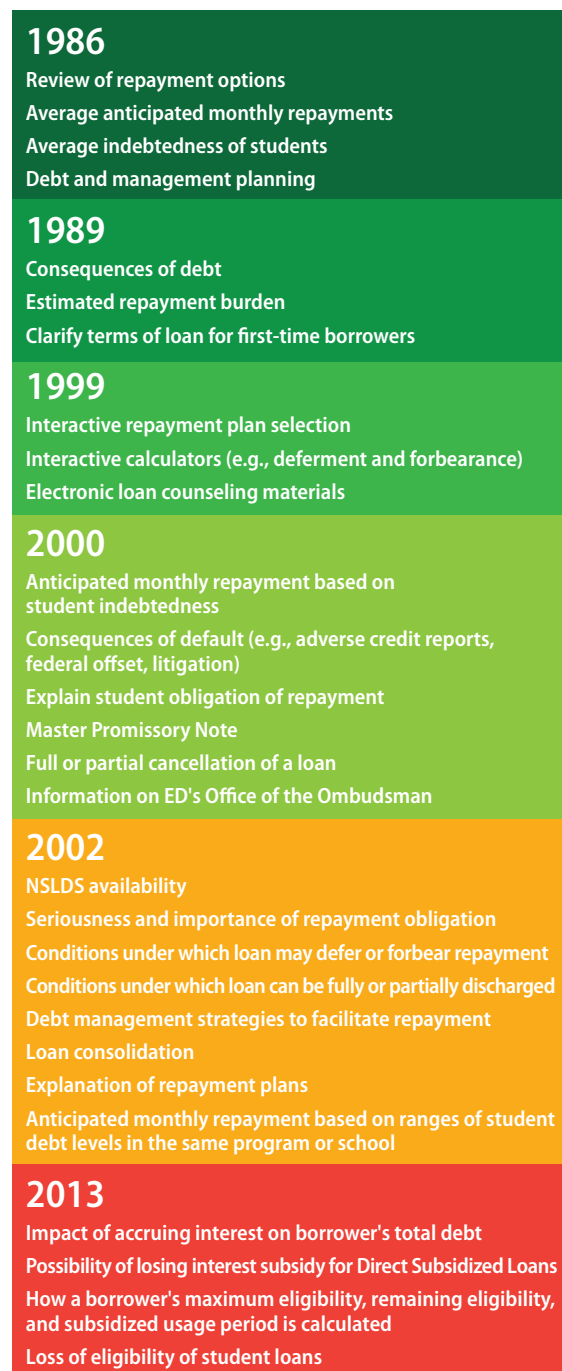 1986
Review of repayment options
Average anticipated monthly repayments
Average indebtedness of students
Debt and management planning
1989
Consequences of debt
Estimated repayment burden
Clarify terms of loan for first-time borrowers
1999
Interactive repayment plan selection
Interactive calculators (e.g., deferment and forbearance)
Electronic loan counseling materials
2000
Anticipated monthly repayment based on
student indebtedness
Consequences of default (e.g., adverse credit reports,
federal offset, litigation)
Explain student obligation of repayment
Master Promissory Note
Full or partial cancellation of a loan
Information on ED's Office of the Ombudsman
2002
NSLDS availability
Seriousness and importance of repayment obligation
Conditions under which loan may defer or forbear repayment
Conditions under which loan can be fully or partially discharged
Debt management strategies to facilitate repayment
Loan consolidation
Explanation of repayment plans
Anticipated monthly repayment based on ranges of student
debt levels in the same program or school
2013
Impact of accruing interest on borrower's total debt
Possibility of losing interest subsidy for Direct Subsidized Loans
How a borrower's maximum eligibility, remaining eligibility,
and subsidized usage period is calculated
Loss of eligibility of student loans